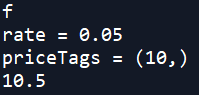 f
rate = 0.05
priceTags = (10,)
10.5